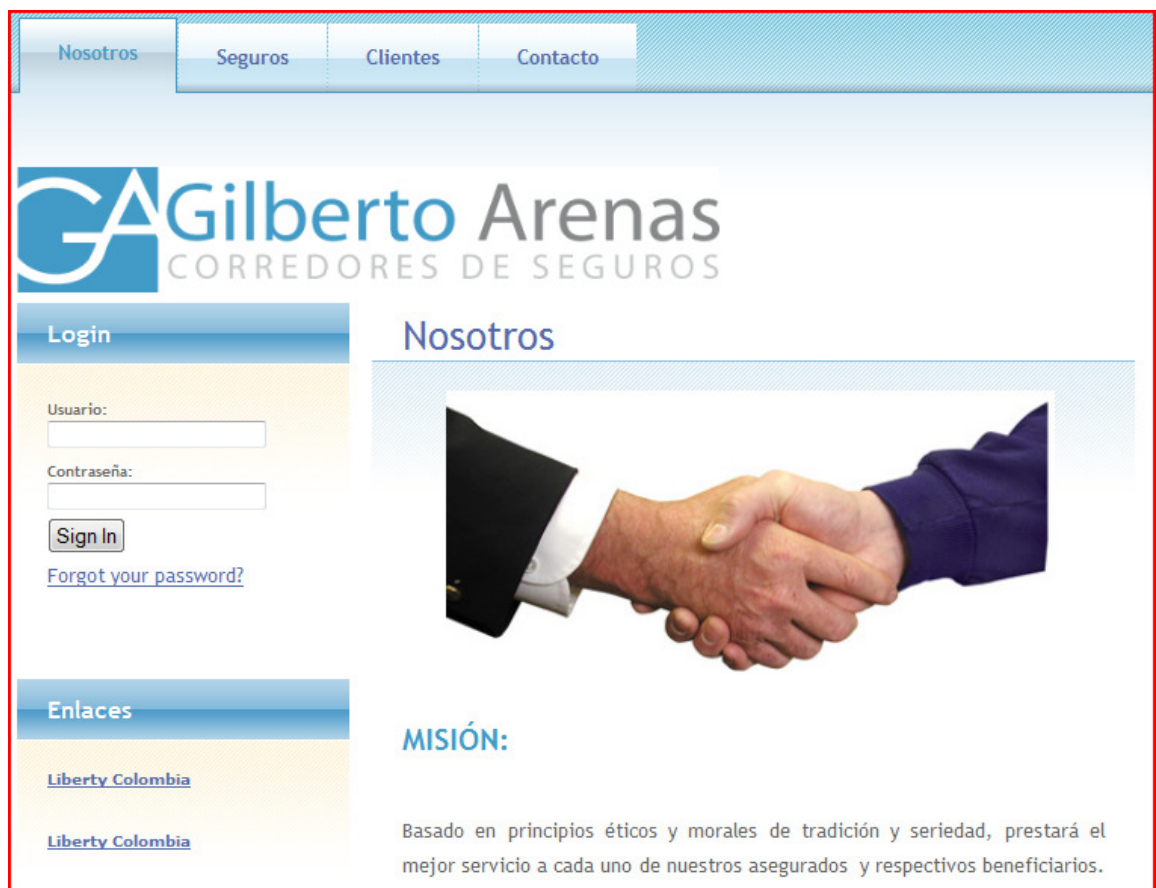 Nosotros
Seguros
Clientes
Contacto
GA Gilberto Arenas
CORREDORES DE SEGUROS
Login
Usuario:
Contraseña:
Sign In
Forgot your password?
Enlaces
Liberty Colombia
Liberty Colombia
Nosotros
MISIÓN:
Basado en principios éticos y morales de tradición y seriedad, prestará el
mejor servicio a cada uno de nuestros asegurados y respectivos beneficiarios.